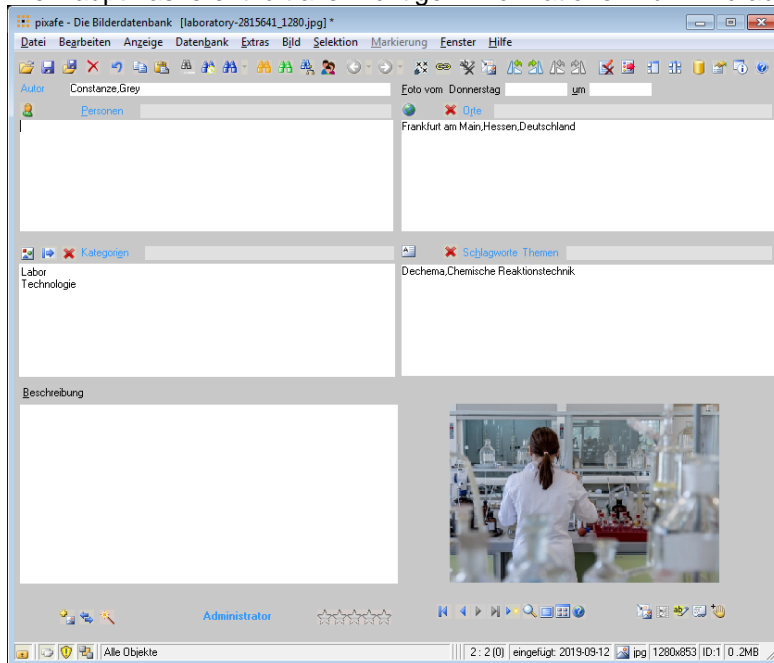 pixafe - Die Bilderdatenbank [laboratory-2815641_1280.jpg] *
Datei Bearbeiten Anzeige Datenbank Extras Bild Selektion Markierung Fenster Hilfe
Autor Constanze,Grey Foto vom Donnerstag um
Personen Orte
Frankfurt am Main,Hessen,Deutschland
Kategorien Schlagworte Themen
Labor Dechema,Chemische Reaktionstechnik
Technologie
Beschreibung
Administrator
Alle Objekte 2 : 2 (0) eingefügt: 2019-09-12 jpg 1280x853 ID:1 0.2MB